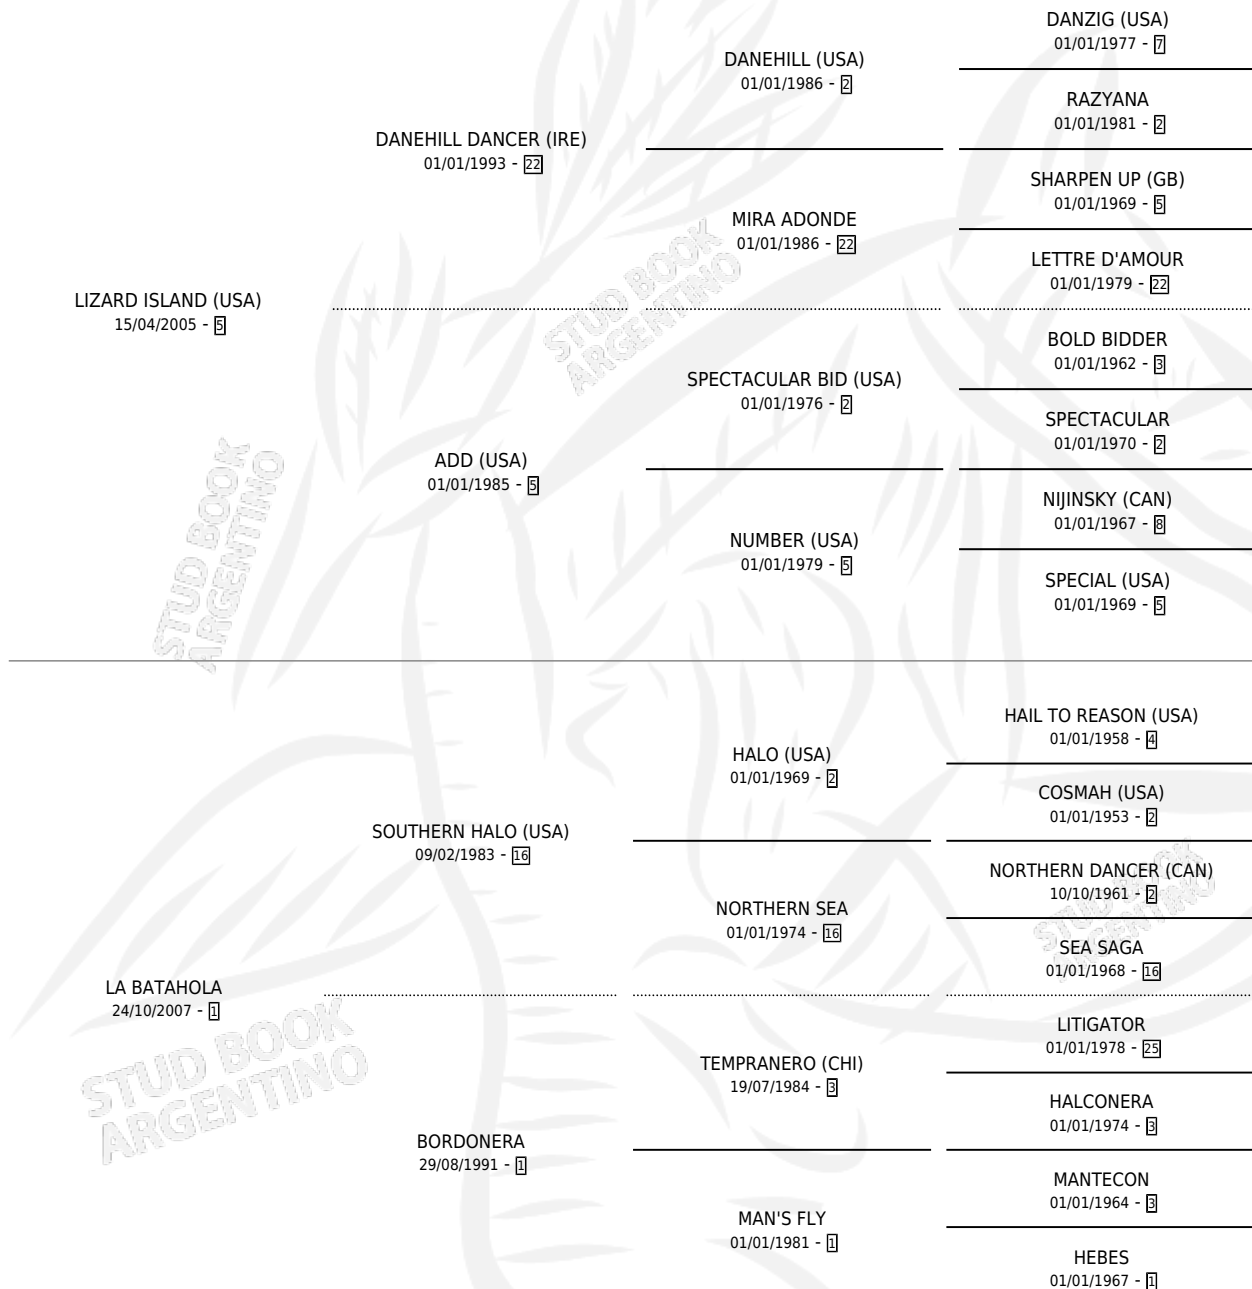 DANZIG (USA)
01/01/1977 - 7
DANEHILL (USA)
01/01/1986 - 2
RAZYANA
01/01/1981 - 2
DANEHILL DANCER (IRE)
01/01/1993 - 22
SHARPEN UP (GB)
01/01/1969 - 5
MIRA ADONDE
01/01/1986 - 22
LETTRE D'AMOUR
01/01/1979 - 22
LIZARD ISLAND (USA)
15/04/2005 - 5
BOLD BIDDER
01/01/1962 - 3
SPECTACULAR BID (USA)
01/01/1976 - 2
SPECTACULAR
01/01/1970 - 2
ADD (USA)
01/01/1985 - 5
NIJINSKY (CAN)
01/01/1967 - 8
NUMBER (USA)
01/01/1979 - 5
SPECIAL (USA)
01/01/1969 - 5
HAIL TO REASON (USA)
01/01/1958 - 4
HALO (USA)
01/01/1969 - 2
COSMAH (USA)
01/01/1953 - 2
SOUTHERN HALO (USA)
09/02/1983 - 16
NORTHERN DANCER (CAN)
10/10/1961 - 2
NORTHERN SEA
01/01/1974 - 16
SEA SAGA
01/01/1968 - 16
LA BATAHOLA
24/10/2007 - 1
LITIGATOR
01/01/1978 - 25
TEMPRANERO (CHI)
19/07/1984 - 3
HALCONERA
01/01/1974 - 3
BORDONERA
29/08/1991 - 1
MANTECON
01/01/1964 - 3
MAN'S FLY
01/01/1981 - 1
HEBES
01/01/1967 - 1
STUD BOOK
ARGENTINO
STUD BOOK
ARGENTINO
STUD BOOK
ARGENTINO
STUD BOOK
ARGENTINO